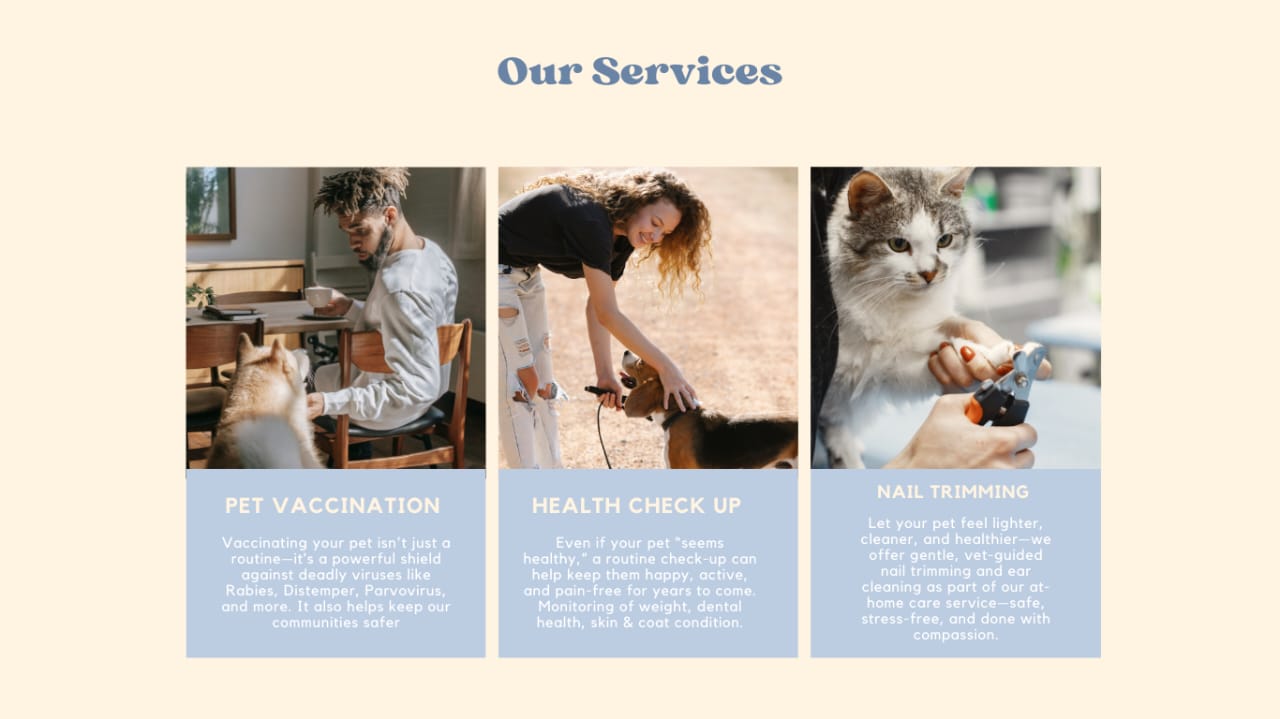 Our Services
PET VACCINATION
Vaccinating your pet isn't just a
routine—it's a powerful shield
against deadly viruses like
Rabies, Distemper, Parvovirus,
and more. It also helps keep our
communities safer
HEALTH CHECK UP
Even if your pet "seems
healthy," a routine check-up can
help keep them happy, active,
and pain-free for years to come.
Monitoring of weight, dental
health, skin & coat condition.
NAIL TRIMMING
Let your pet feel lighter,
cleaner, and healthier—we
offer gentle, vet-guided
nail trimming and ear
cleaning as part of our at-
home care service—safe,
stress-free, and done with
compassion.